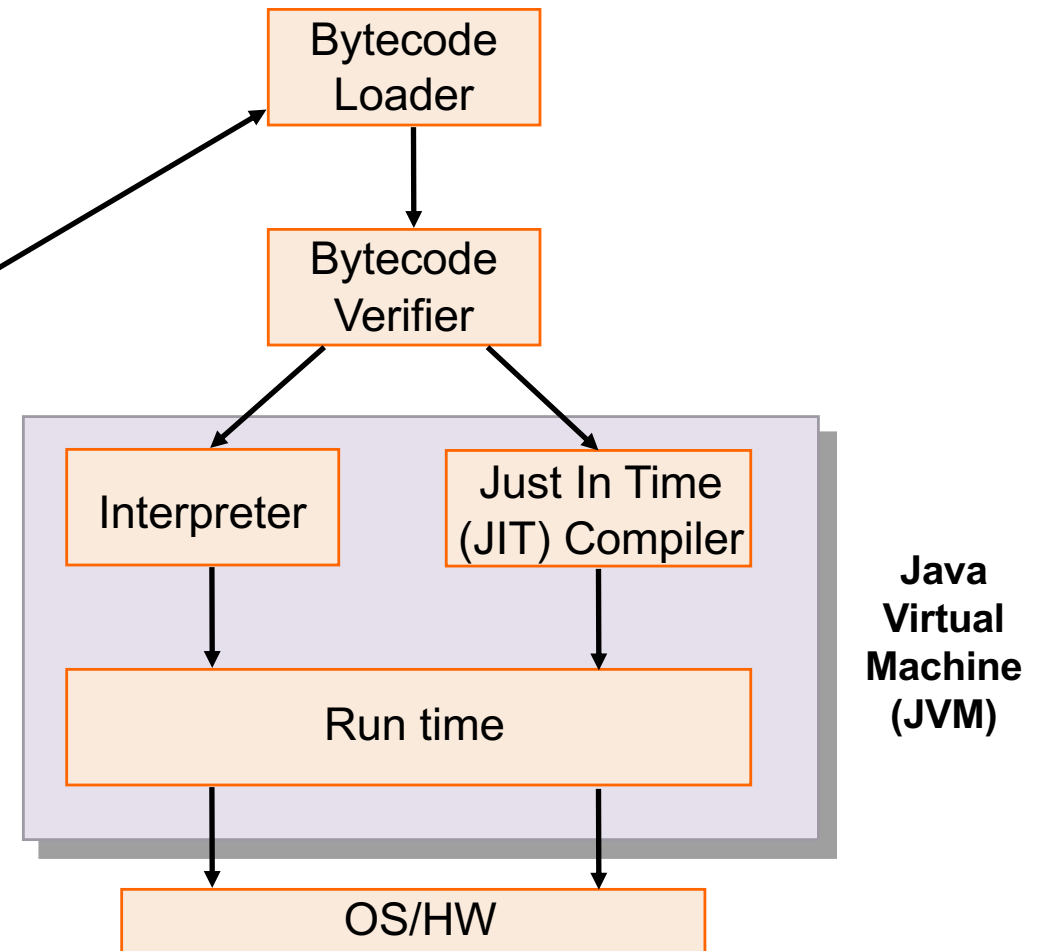 Bytecode
Loader
Bytecode
Verifier
Interpreter
Just In Time
(JIT) Compiler
Java
Virtual
Machine
(JVM)
Run time
OS/HW